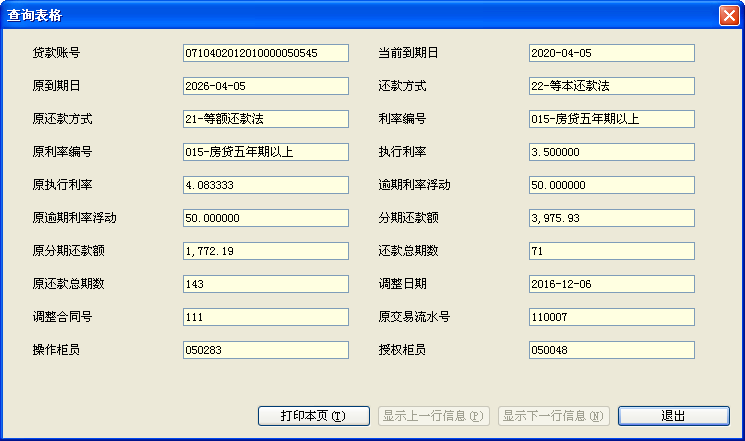 查询表格
贷款账号 0710402012010000050545 当前到期日 2020-04-05
原到期日 2026-04-05 还款方式 22-等本还款法
原还款方式 21-等额还款法 利率编号 015-房贷五年期以上
原利率编号 015-房贷五年期以上 执行利率 3.500000
原执行利率 4.083333 逾期利率浮动 50.000000
原逾期利率浮动 50.000000 分期还款额 3,975.93
原分期还款额 1,772.19 还款总期数 71
原还款总期数 143 调整日期 2016-12-06
调整合同号 111 原交易流水号 110007
操作柜员 050283 授权柜员 050048
打印本页(T) 显示上一行信息(P) 显示下一行信息(N) 退出